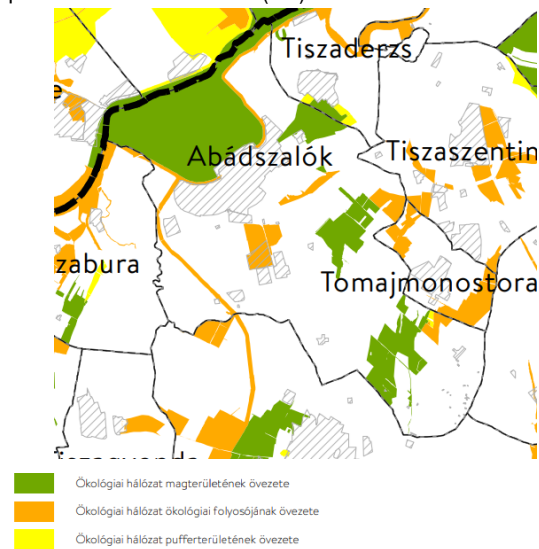 Tiszaderzs
Abádszalók
Tiszaszentim
zabura
Tomajmonostora
Ökológiai hálózat magterületének övezete
Ökológiai hálózat ökológiai folyosójának övezete
Ökológiai hálózat pufferterületének övezete